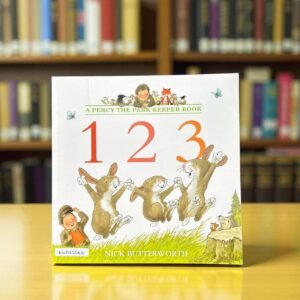 A PERCY THE PARK KEEPER BOOK
1 2 3
NICK BUTTERWORTH